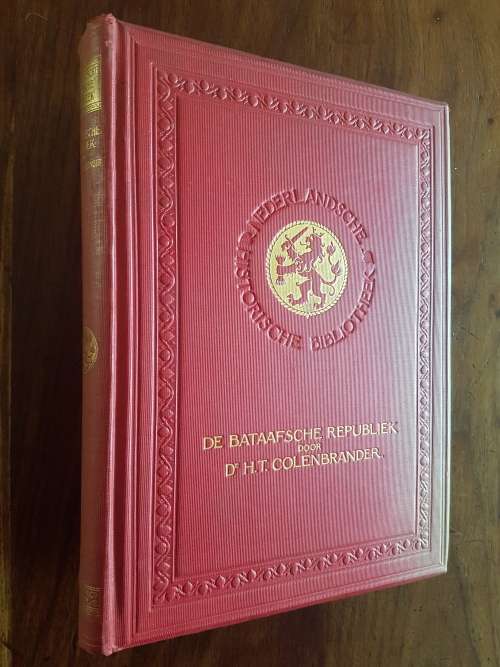 NEDERLANDSCHE
HISTORISCHE BIBLIOTHEEK
DE BATAAFSCHE REPUBLIEK
DOOR
Dr H.T. COLENBRANDER.